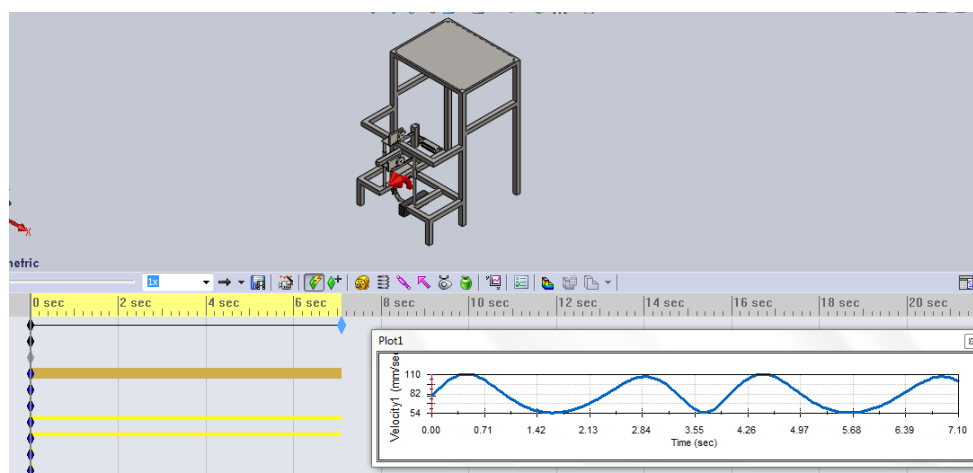 X
netric
1x
0 sec 2 sec 4 sec 6 sec 8 sec 10 sec 12 sec 14 sec 16 sec 18 sec 20 sec
Plot1
Velocity1 (mm/sec
110
82
54
0.00 0.71 1.42 2.13 2.84 3.55 4.26 4.97 5.68 6.39 7.10
Time (sec)